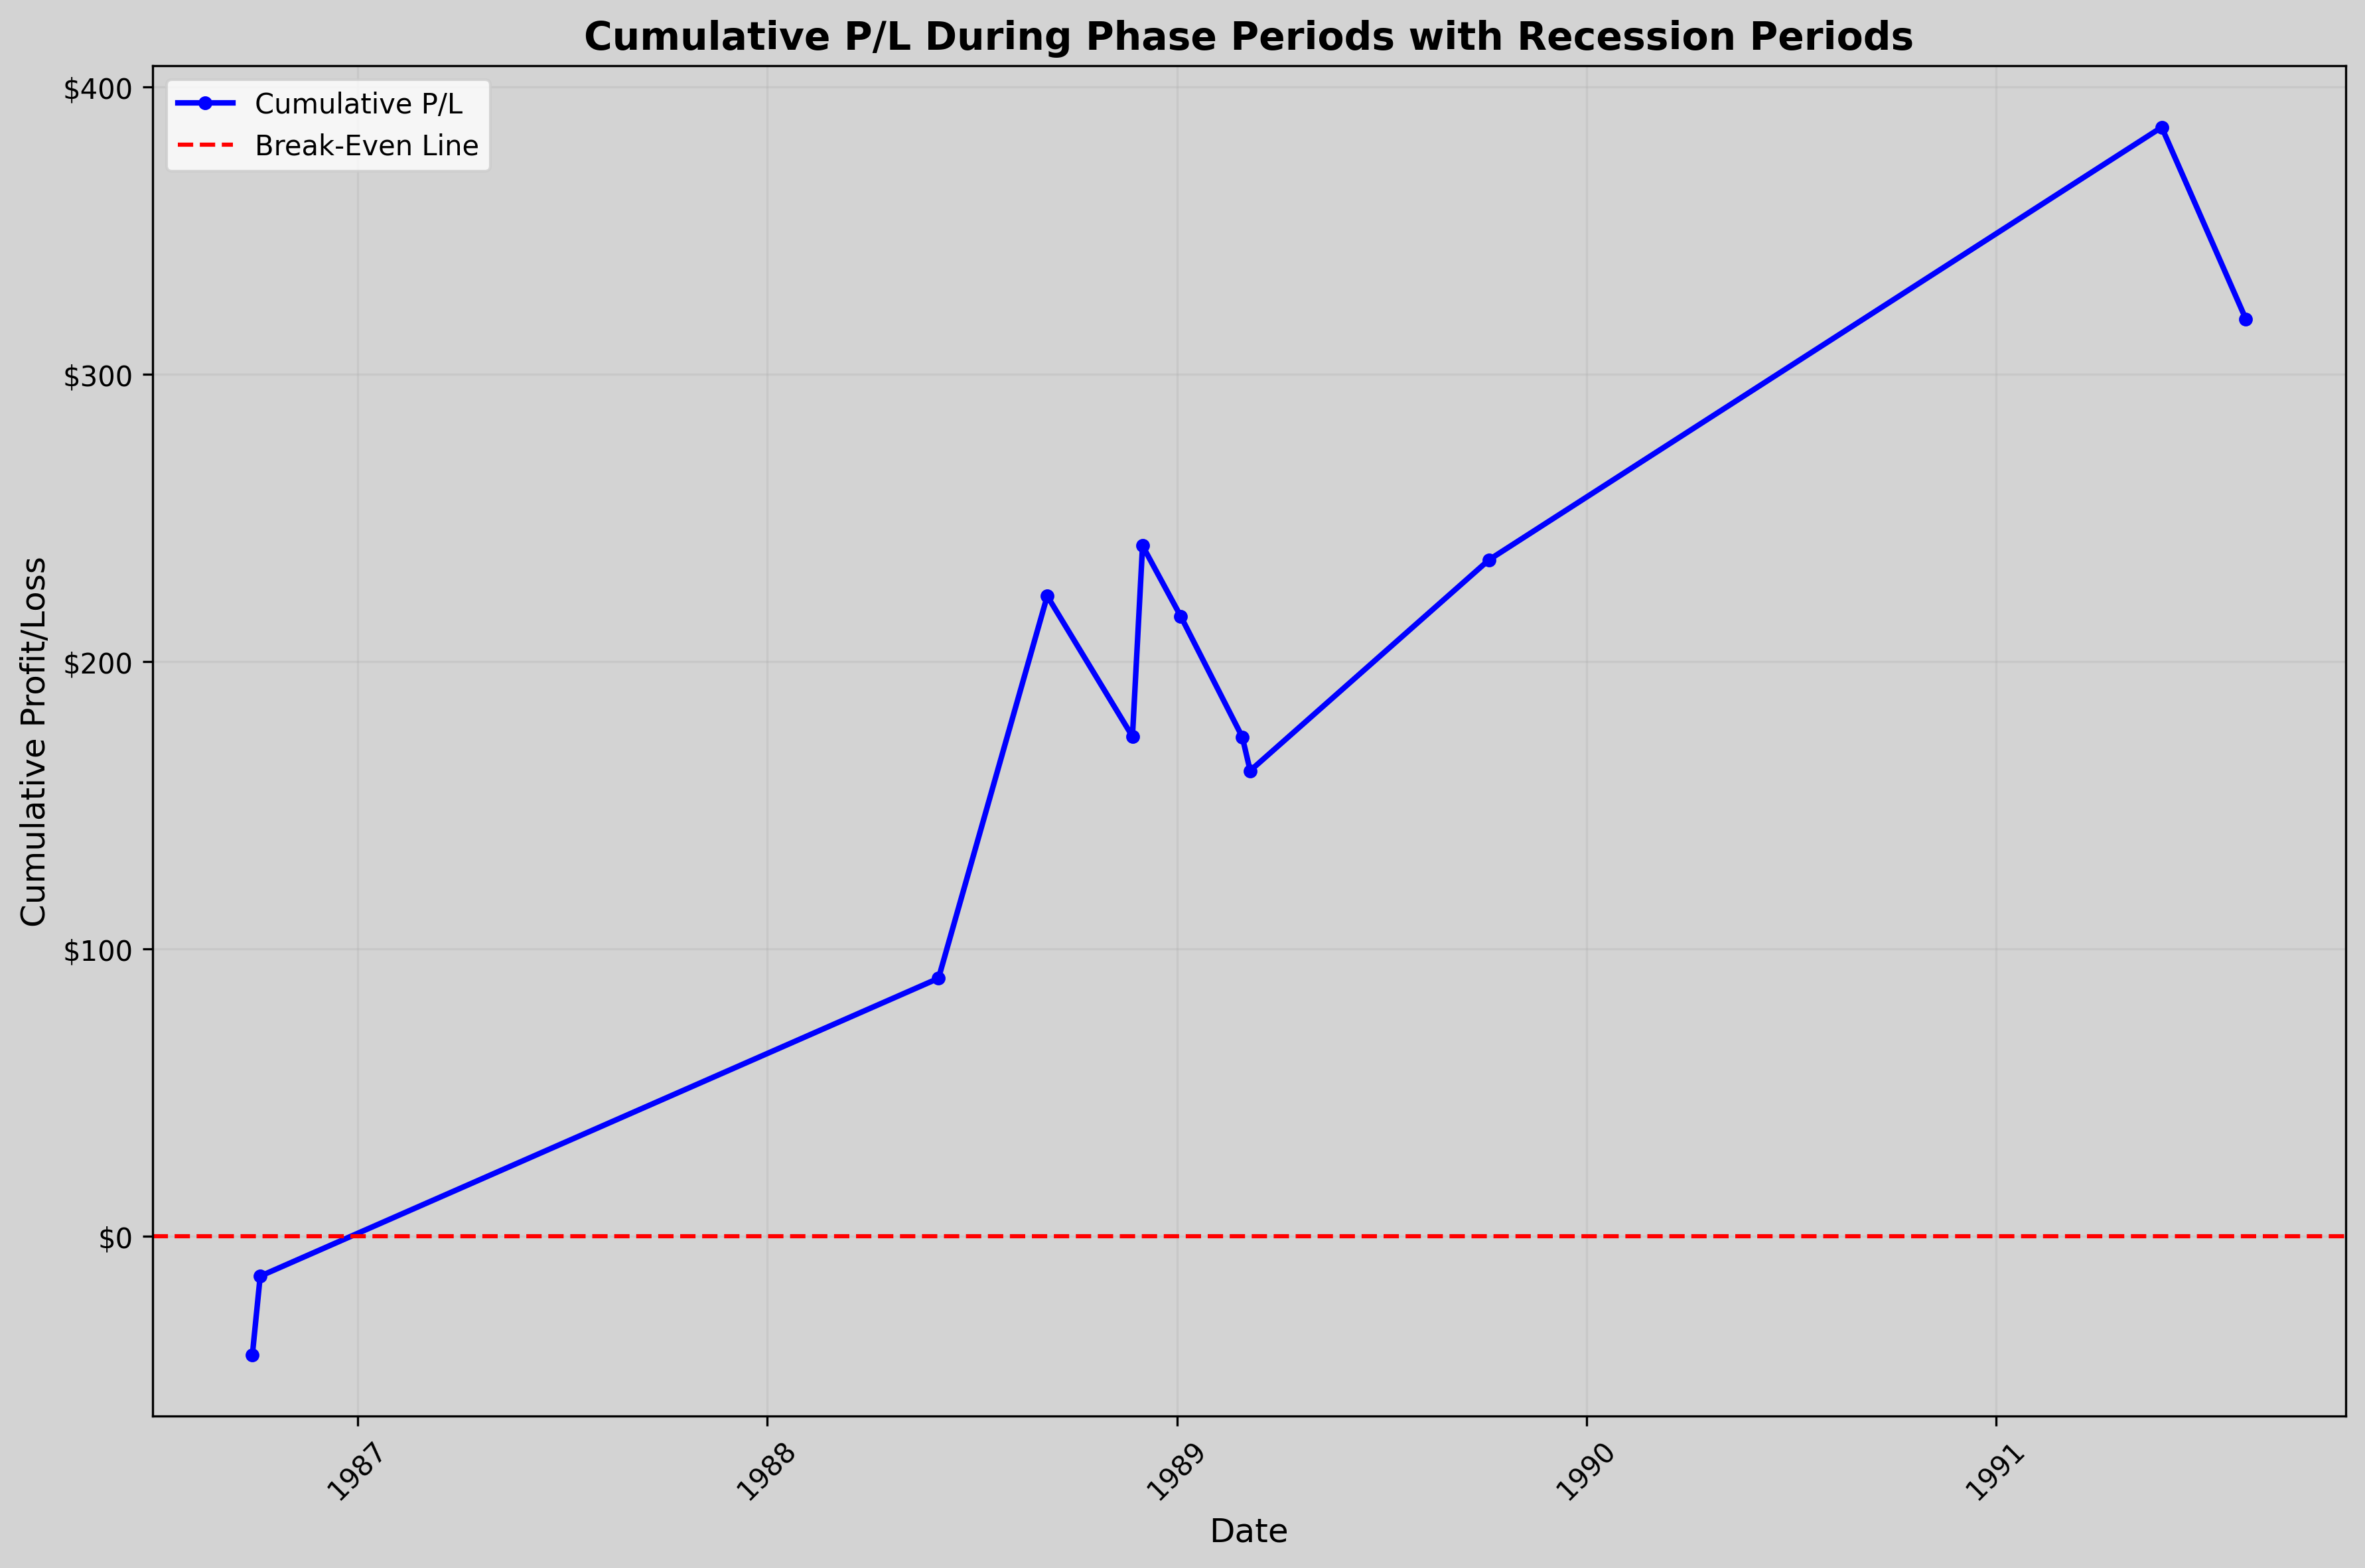 Cumulative P/L During Phase Periods with Recession Periods
Cumulative P/L
Break-Even Line
$400
$300
$200
$100
$0
Cumulative Profit/Loss
1987
1988
1989
1990
1991
Date